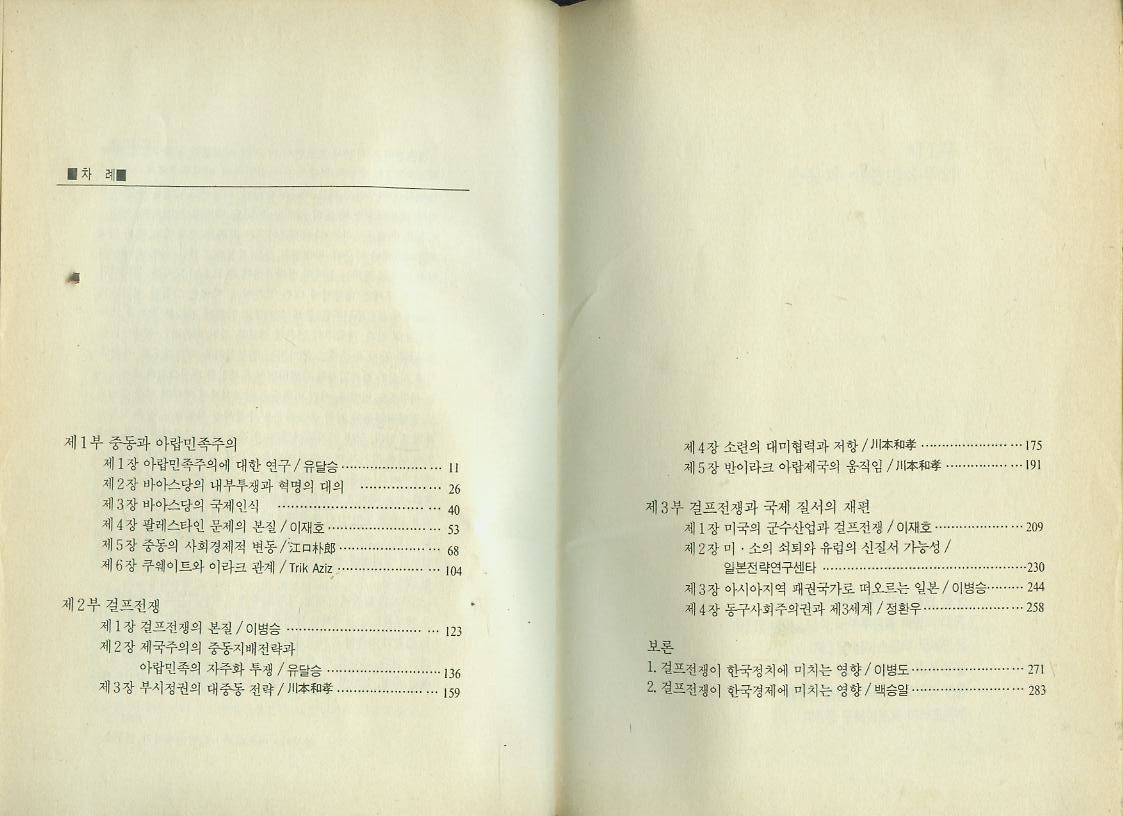 ■차 례■
제1부 중동과 아랍민족주의
제1장 아랍민족주의에 대한 연구/유달승 ························ 11
제2장 바아스당의 내부투쟁과 혁명의 대의 ··················· 26
제3장 바아스당의 국제인식 ······································ 40
제4장 팔레스타인 문제의 본질/이재호 ·························· 53
제5장 중동의 사회경제적 변동/江口朴郎 ························ 68
제6장 쿠웨이트와 이라크 관계/Trik Aziz ························ 104
제2부 걸프전쟁
제1장 걸프전쟁의 본질/이병승 ·································· 123
제2장 제국주의의 중동지배전략과
아랍민족의 자주화 투쟁/유달승 ··························· 136
제3장 부시정권의 대중동 전략/川本和孝 ························ 159
제4장 소련의 대미협력과 저항/川本和孝 ························ 175
제5장 반이라크 아랍제국의 움직임/川本和孝 ··················· 191
제3부 걸프전쟁과 국제 질서의 재편
제1장 미국의 군수산업과 걸프전쟁/이재호 ······················ 209
제2장 미·소의 쇠퇴와 유럽의 신질서 가능성/
일본전략연구센타 ·············································230
제3장 아시아지역 패권국가로 떠오르는 일본/이병승········ 244
제4장 동구사회주의권과 제3세계/정환우························ 258
보론
1. 걸프전쟁이 한국정치에 미치는 영향/이병도························ 271
2. 걸프전쟁이 한국경제에 미치는 영향/백승일························ 283